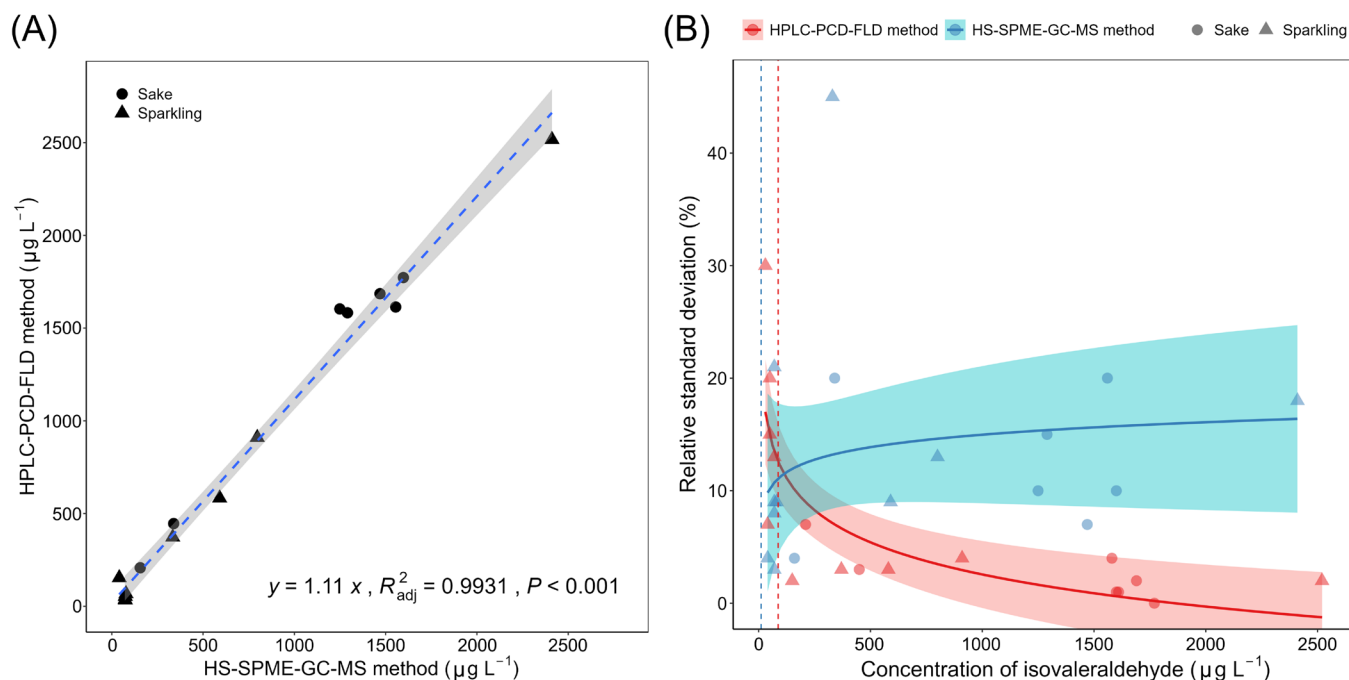 (A)
Sake
Sparkling
2500
2000
1500
1000
500
0
HPLC-PCD-FLD method (µg L⁻¹)
y = 1.11 x , R²adj = 0.9931 , P < 0.001
0 500 1000 1500 2000 2500
HS-SPME-GC-MS method (µg L⁻¹)
(B)
HPLC-PCD-FLD method HS-SPME-GC-MS method Sake Sparkling
40
30
20
10
0
Relative standard deviation (%)
0 500 1000 1500 2000 2500
Concentration of isovaleraldehyde (µg L⁻¹)